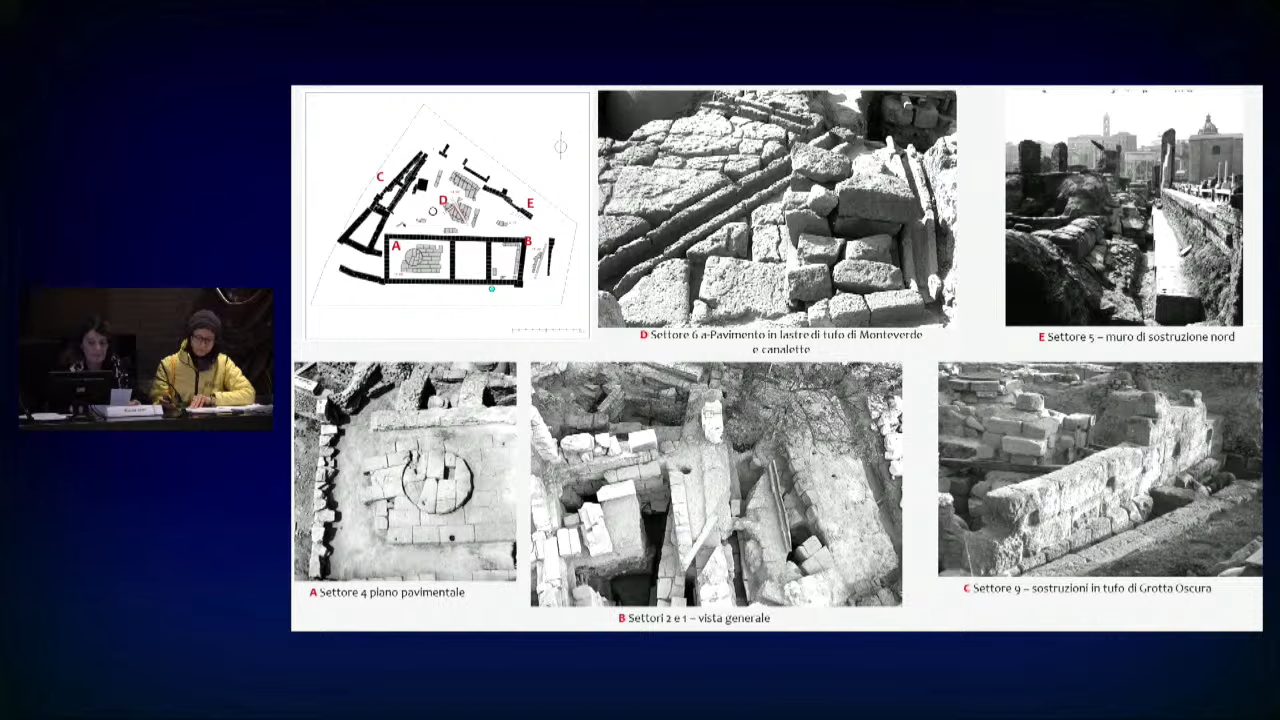 C
D
E
A
B
D Settore 6 a-Pavimento in lastre di tufo di Monteverde
e canalette
E Settore 5 – muro di sostruzione nord
A Settore 4 piano pavimentale
B Settori 2 e 1 – vista generale
C Settore 9 – sostruzioni in tufo di Grotta Oscura